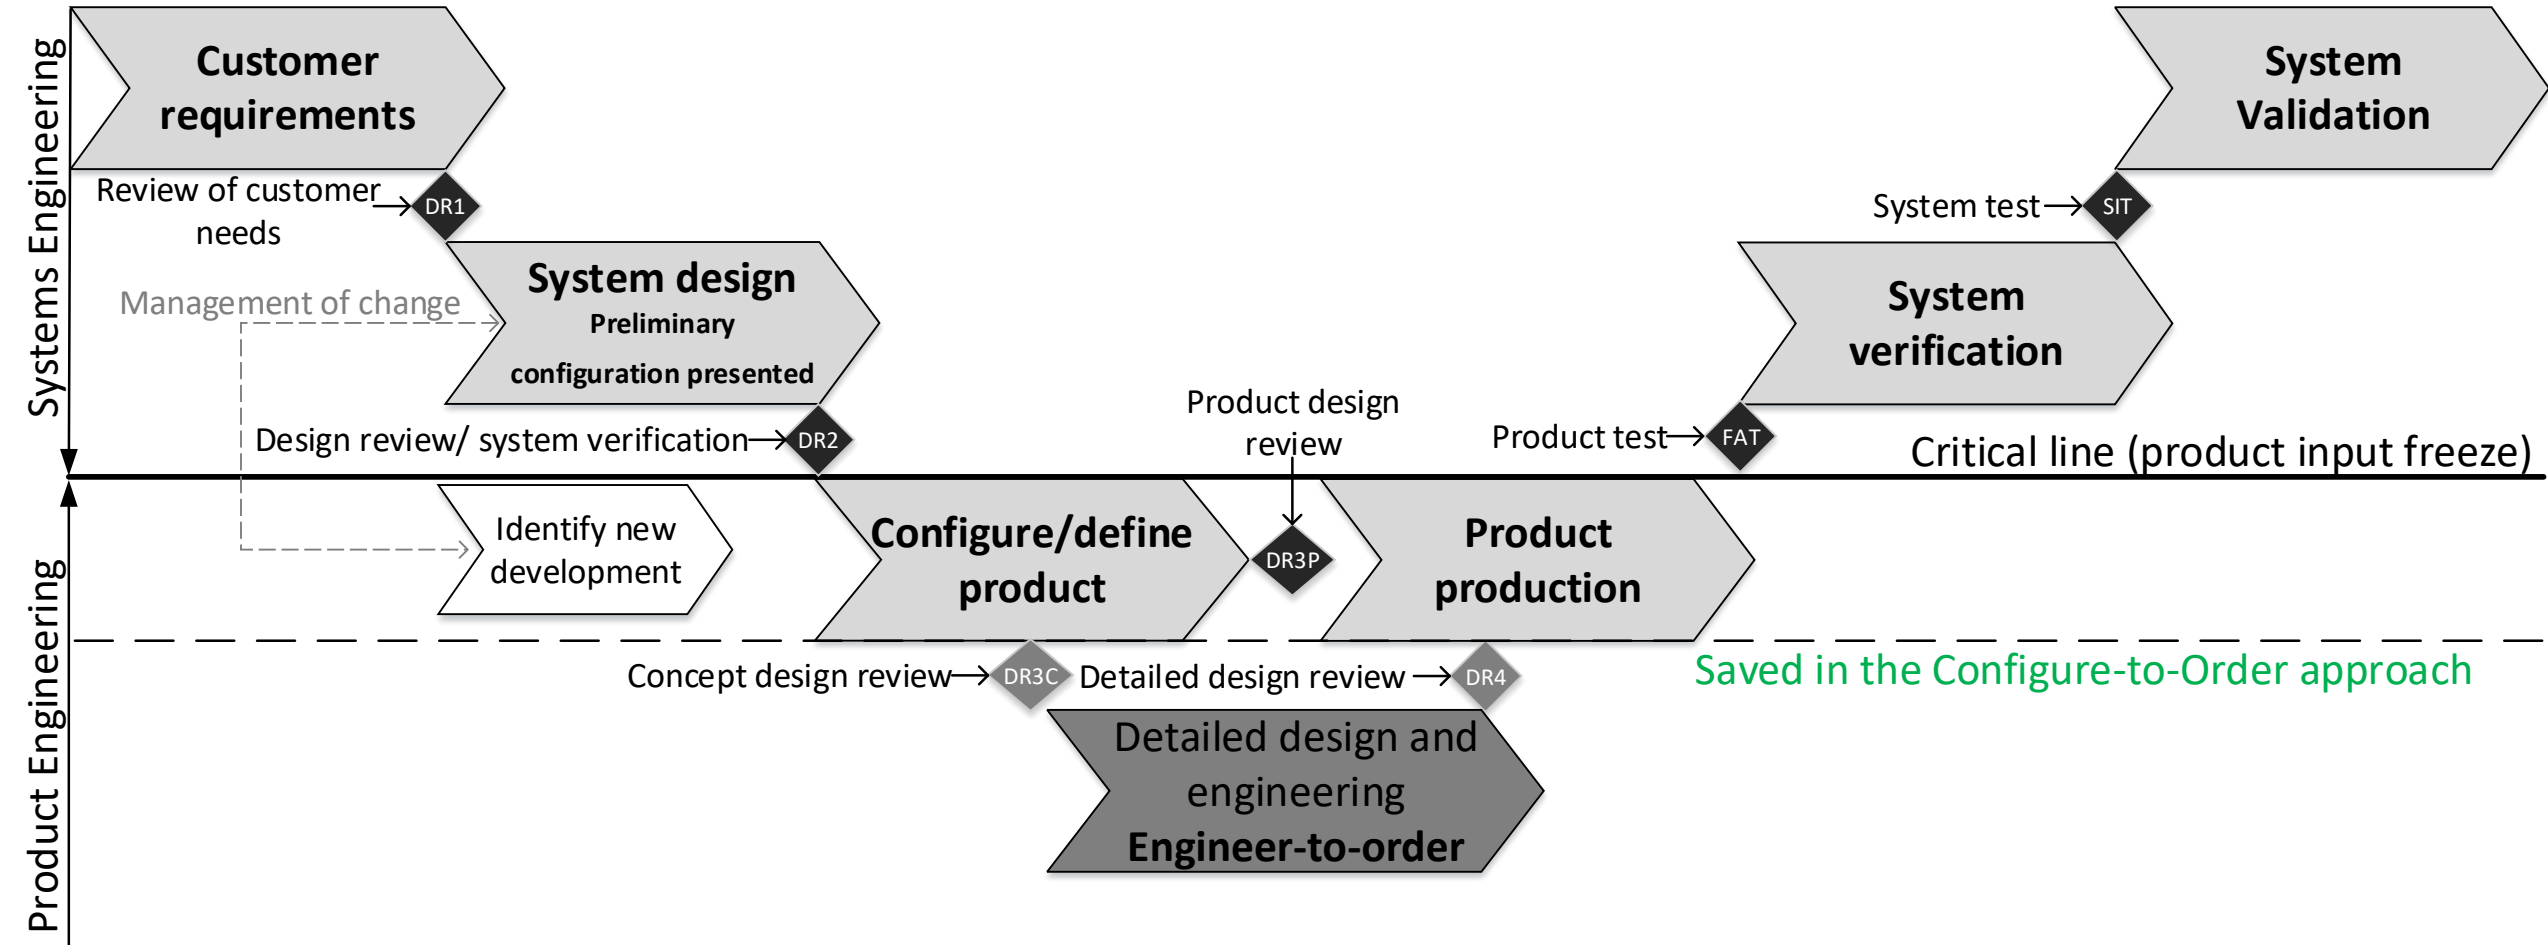 Systems Engineering
Customer
requirements
System
Validation
Review of customer
needs
DR1
System test
SIT
Management of change
System design
Preliminary
configuration presented
System
verification
Design review/ system verification
DR2
Product design
review
Product test
FAT
Critical line (product input freeze)
Product Engineering
Identify new
development
Configure/define
product
DR3P
Product
production
Concept design review
DR3C
Detailed design review
DR4
Saved in the Configure-to-Order approach
Detailed design and
engineering
Engineer-to-order